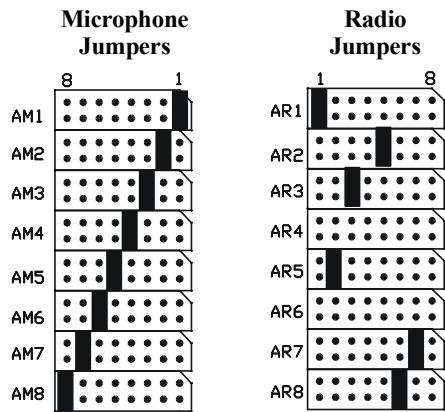 Microphone
Jumpers
8 1
AM1
AM2
AM3
AM4
AM5
AM6
AM7
AM8
Radio
Jumpers
1 8
AR1
AR2
AR3
AR4
AR5
AR6
AR7
AR8